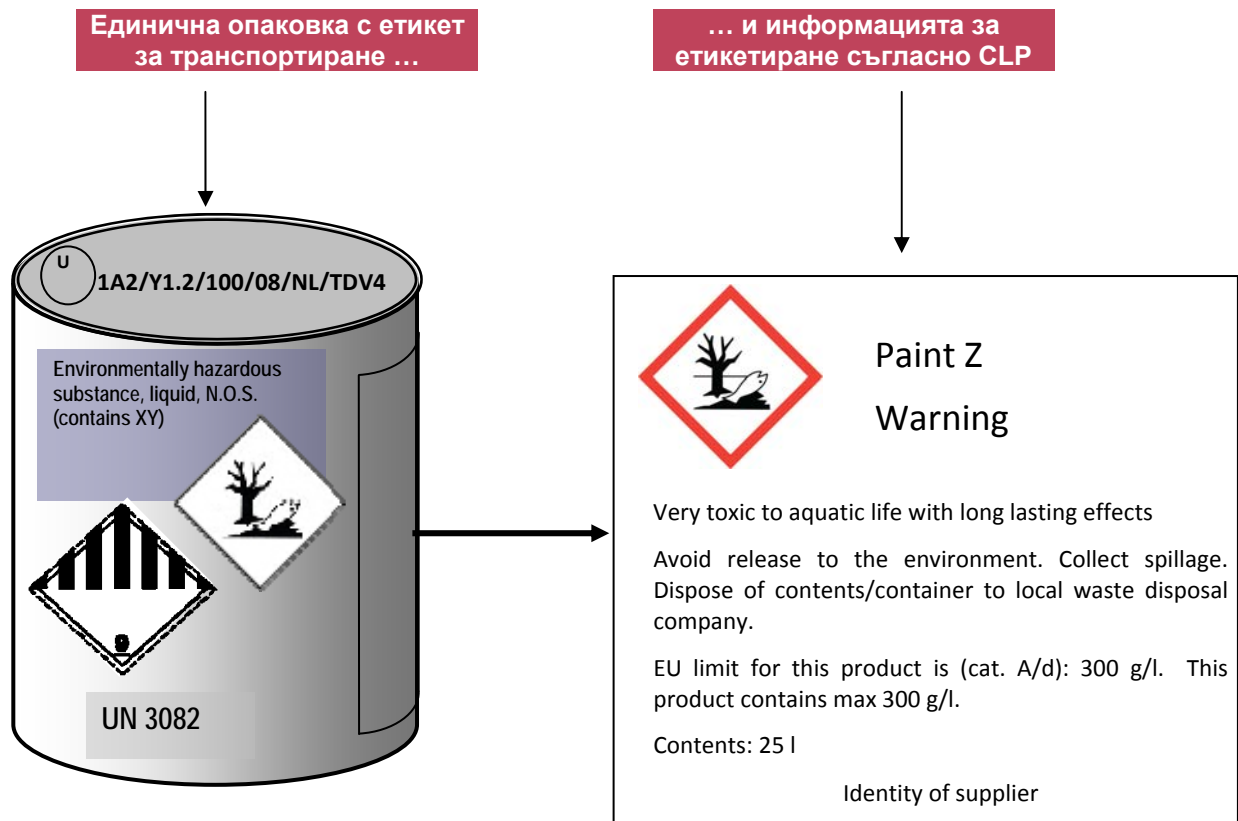 Единична опаковка с етикет
за транспортиране …
… и информацията за
етикетиране съгласно CLP
U
1A2/Y1.2/100/08/NL/TDV4
Environmentally hazardous
substance, liquid, N.O.S.
(contains XY)
9
UN 3082
Paint Z
Warning
Very toxic to aquatic life with long lasting effects
Avoid release to the environment. Collect spillage.
Dispose of contents/container to local waste disposal
company.
EU limit for this product is (cat. A/d): 300 g/l. This
product contains max 300 g/l.
Contents: 25 l
Identity of supplier